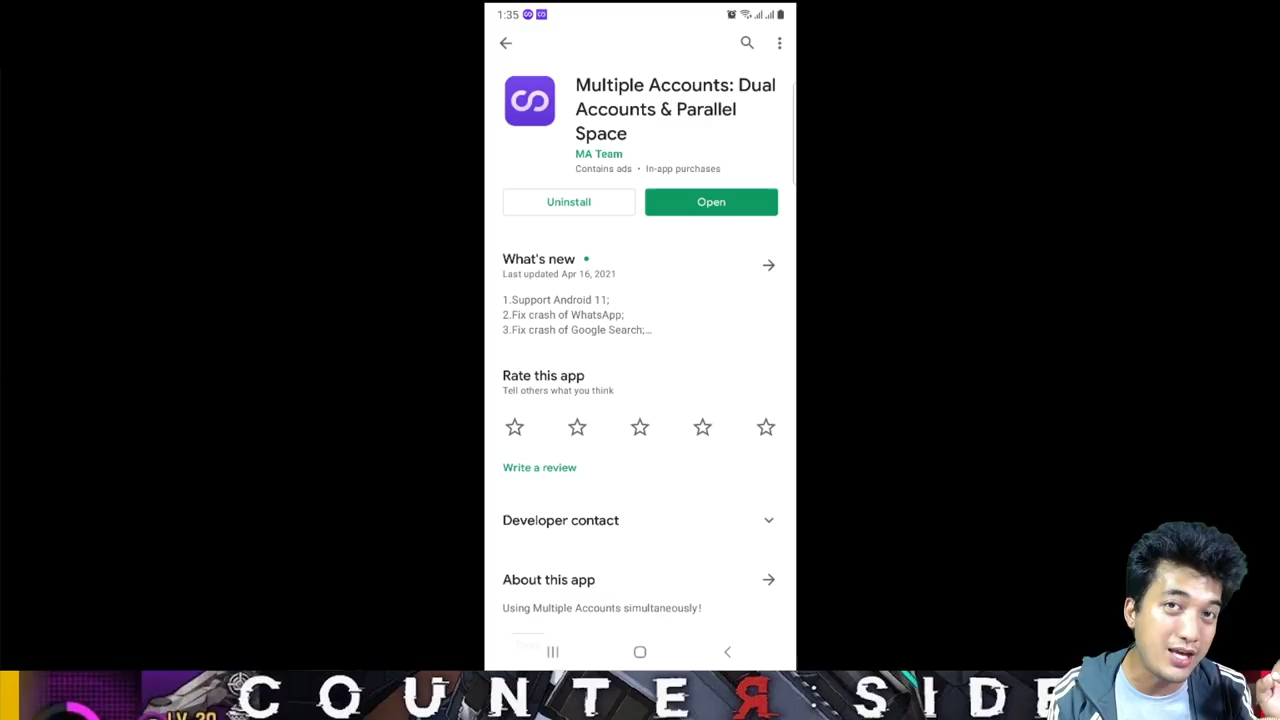 1:35
Multiple Accounts: Dual
Accounts & Parallel
Space
MA Team
Contains ads • In-app purchases
Uninstall
Open
What's new
Last updated Apr 16, 2021
1.Support Android 11;
2.Fix crash of WhatsApp;
3.Fix crash of Google Search;...
Rate this app
Tell others what you think
Write a review
Developer contact
About this app
Using Multiple Accounts simultaneously!
COUNTER:SIDE
LV.20